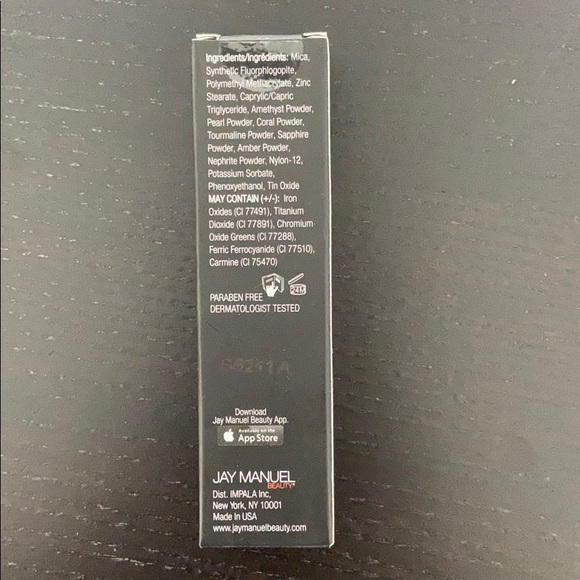 Ingredients/Ingrédients: Mica,
Synthetic Fluorphlogopite,
Polymethyl Methacrylate, Zinc
Stearate, Caprylic/Capric
Triglyceride, Amethyst Powder,
Pearl Powder, Coral Powder,
Tourmaline Powder, Sapphire
Powder, Amber Powder,
Nephrite Powder, Nylon-12,
Potassium Sorbate,
Phenoxyethanol, Tin Oxide
MAY CONTAIN (+/-): Iron
Oxides (CI 77491), Titanium
Dioxide (CI 77891), Chromium
Oxide Greens (CI 77288),
Ferric Ferrocyanide (CI 77510),
Carmine (CI 75470)
24M
PARABEN FREE
DERMATOLOGIST TESTED
Download
Jay Manuel Beauty App.
Available on the
App Store
JAY MANUEL
BEAUTY
Dist. IMPALA Inc,
New York, NY 10001
Made In USA
www.jaymanuelbeauty.com